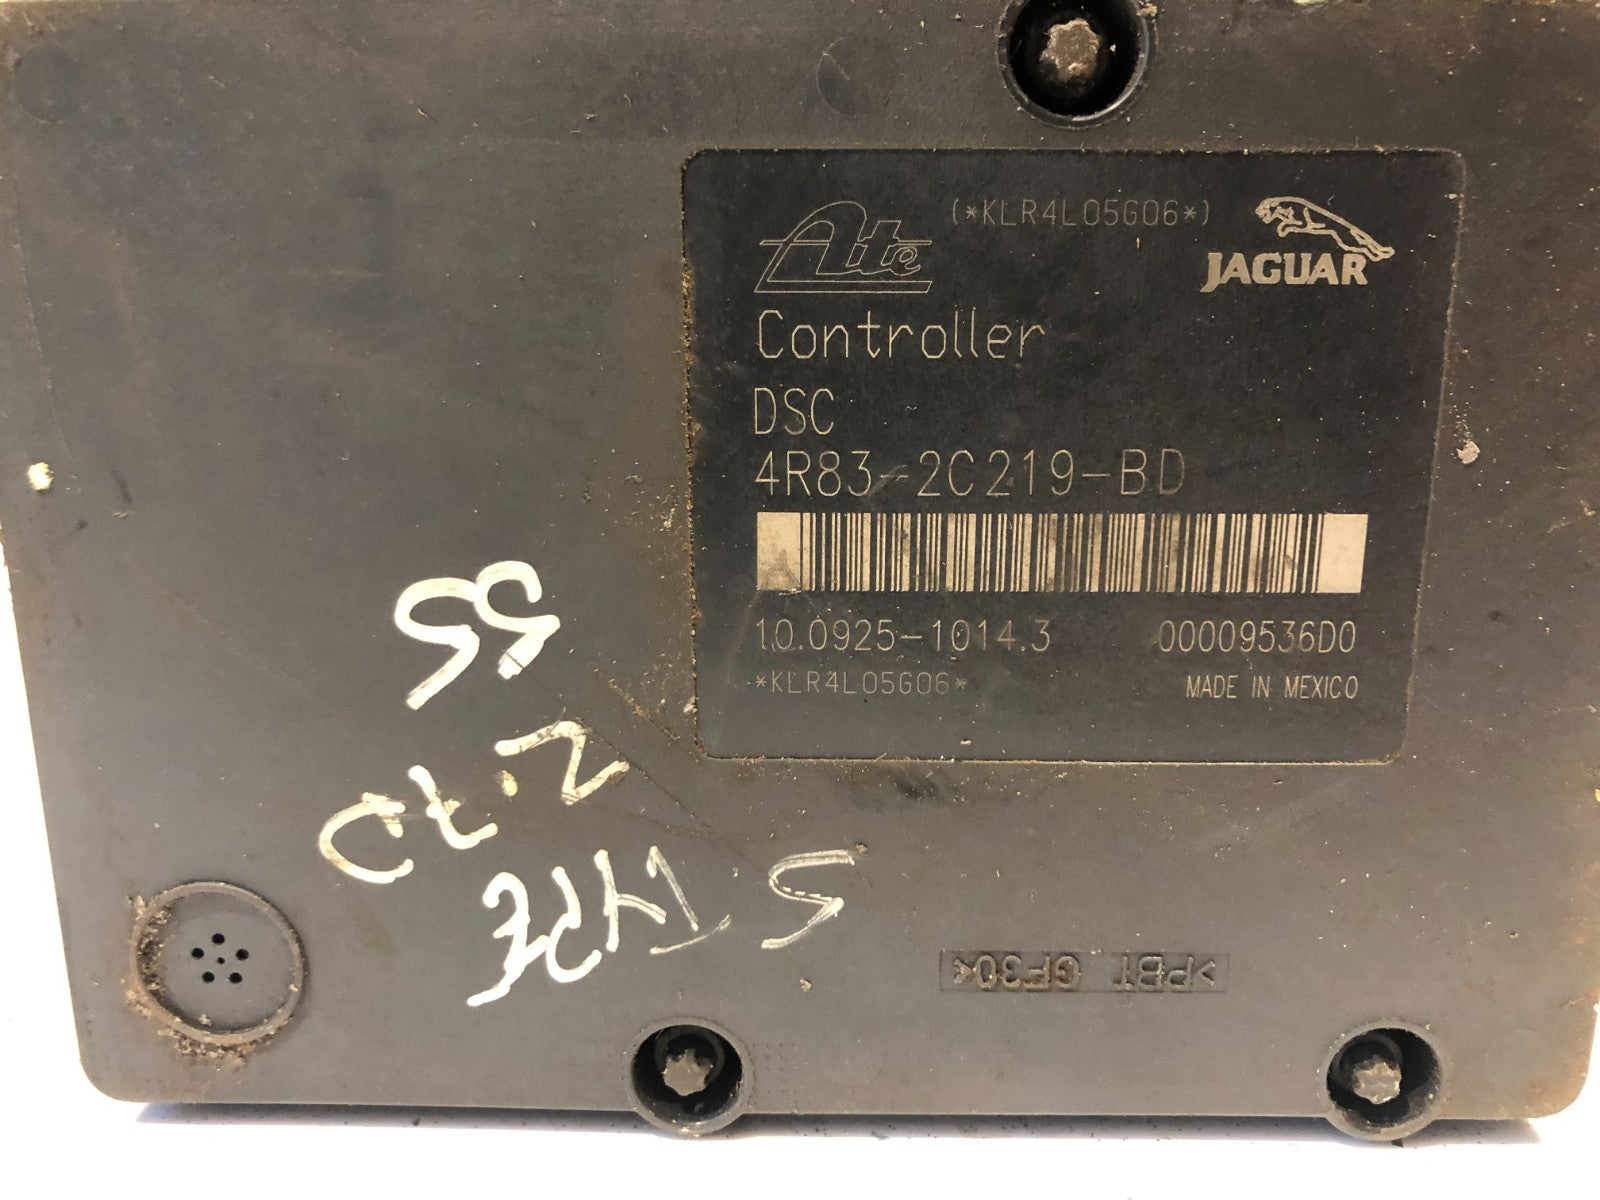 Ate (*KLR4L05G06*) JAGUAR
Controller
DSC
4R83-2C219-BD
10.0925-1014.3 00009536D0
*KLR4L05G06* MADE IN MEXICO
S TYPE
2.7D
55
>PBT GF30<